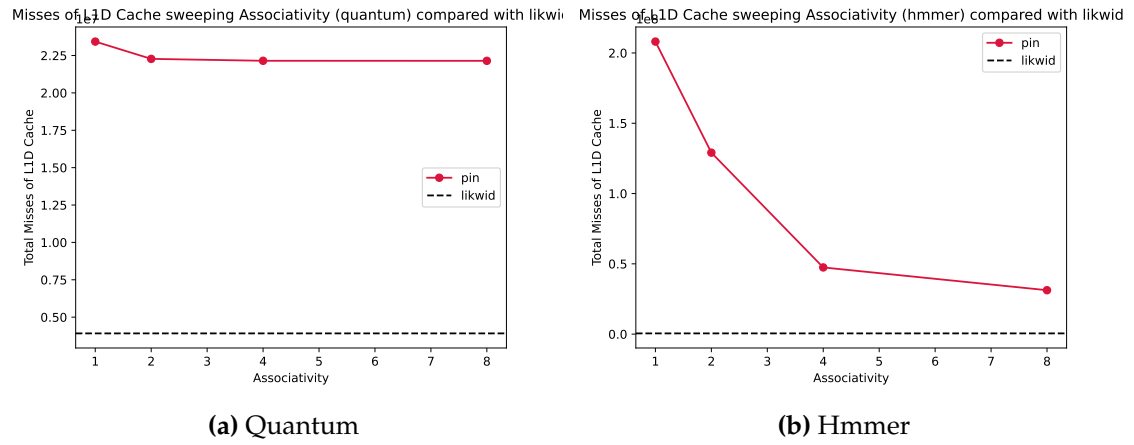 Misses of L1D Cache sweeping Associativity (quantum) compared with likwi
1e7
Total Misses of L1D Cache
2.25
2.00
1.75
1.50
1.25
1.00
0.75
0.50
pin
likwid
1 2 3 4 5 6 7 8
Associativity
(a) Quantum
Misses of L1D Cache sweeping Associativity (hmmer) compared with likwid
1e8
Total Misses of L1D Cache
2.0
1.5
1.0
0.5
0.0
pin
likwid
1 2 3 4 5 6 7 8
Associativity
(b) Hmmer